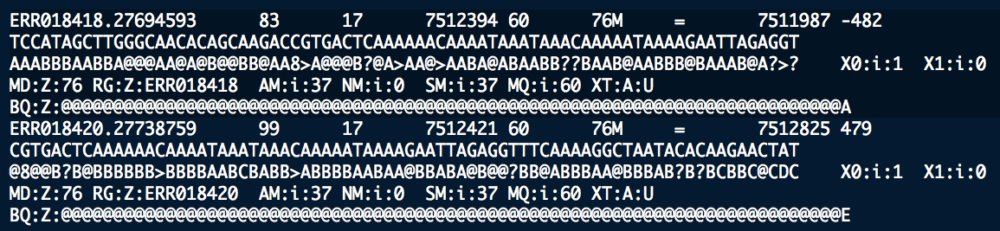 ERR018418.27694593 83 17 7512394 60 76M = 7511987 -482
TCCATAGCTTGGGCAACACAGCAAGACCGTGACTCAAAAAACAAAATAAATAAACAAAAATAAAAGAATTAGAGGT
AAABBBAABBA@@@AA@A@B@@BB@AA8>A@@@B?@A>AA@>AABA@ABAABB??BAAB@AABBB@BAAAB@A?>? X0:i:1 X1:i:0
MD:Z:76 RG:Z:ERR018418 AM:i:37 NM:i:0 SM:i:37 MQ:i:60 XT:A:U
BQ:Z:@@@@@@@@@@@@@@@@@@@@@@@@@@@@@@@@@@@@@@@@@@@@@@@@@@@@@@@@@@@@@@@@@@@@@@@@@@@A
ERR018420.27738759 99 17 7512421 60 76M = 7512825 479
CGTGACTCAAAAAACAAAATAAATAAACAAAAATAAAAGAATTAGAGGTTTCAAAAGGCTAATACACAAGAACTAT
@8@@B?B@BBBBBB>BBBBAABCBABB>ABBBBAABAA@BBABA@B@@?BB@ABBBAA@BBBAB?B?BCBBC@CDC X0:i:1 X1:i:0
MD:Z:76 RG:Z:ERR018420 AM:i:37 NM:i:0 SM:i:37 MQ:i:60 XT:A:U
BQ:Z:@@@@@@@@@@@@@@@@@@@@@@@@@@@@@@@@@@@@@@@@@@@@@@@@@@@@@@@@@@@@@@@@@@@@@@@@@@@E